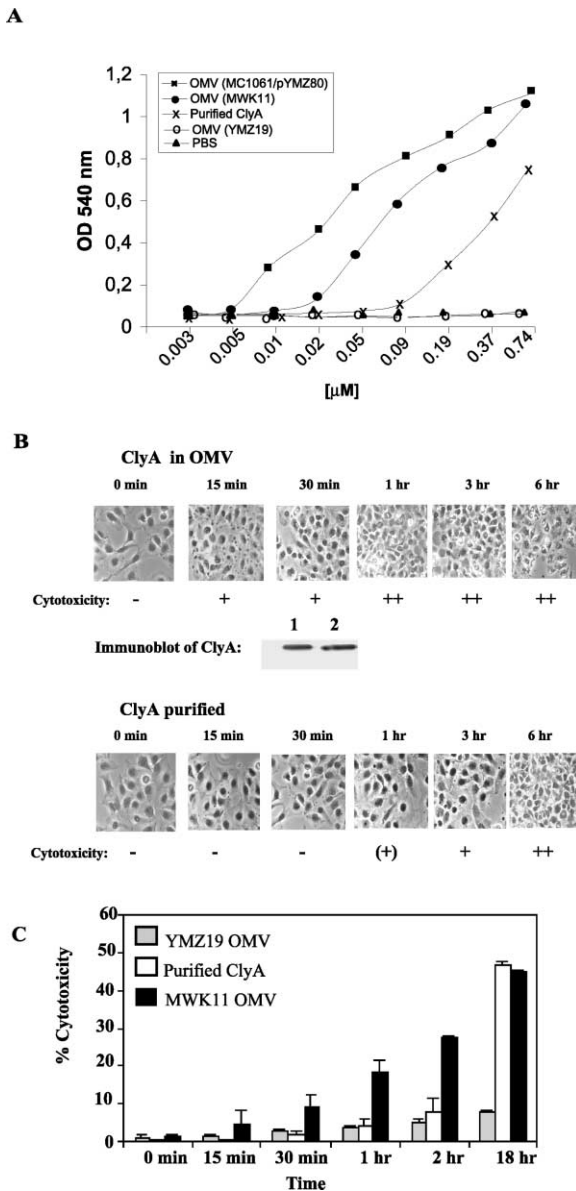 A
1,2
1
0,8
0,6
0,4
0,2
0
OD 540 nm
OMV (MC1061/pYMZ80)
OMV (MWK11)
Purified ClyA
OMV (YMZ19)
PBS
0.003 0.005 0.01 0.02 0.05 0.09 0.19 0.37 0.74
[µM]
B
ClyA in OMV
0 min 15 min 30 min 1 hr 3 hr 6 hr
Cytotoxicity: - + + ++ ++ ++
1 2
Immunoblot of ClyA:
ClyA purified
0 min 15 min 30 min 1 hr 3 hr 6 hr
Cytotoxicity: - - - (+) + ++
C
60
50
40
30
20
10
0
% Cytotoxicity
YMZ19 OMV
Purified ClyA
MWK11 OMV
0 min 15 min 30 min 1 hr 2 hr 18 hr
Time